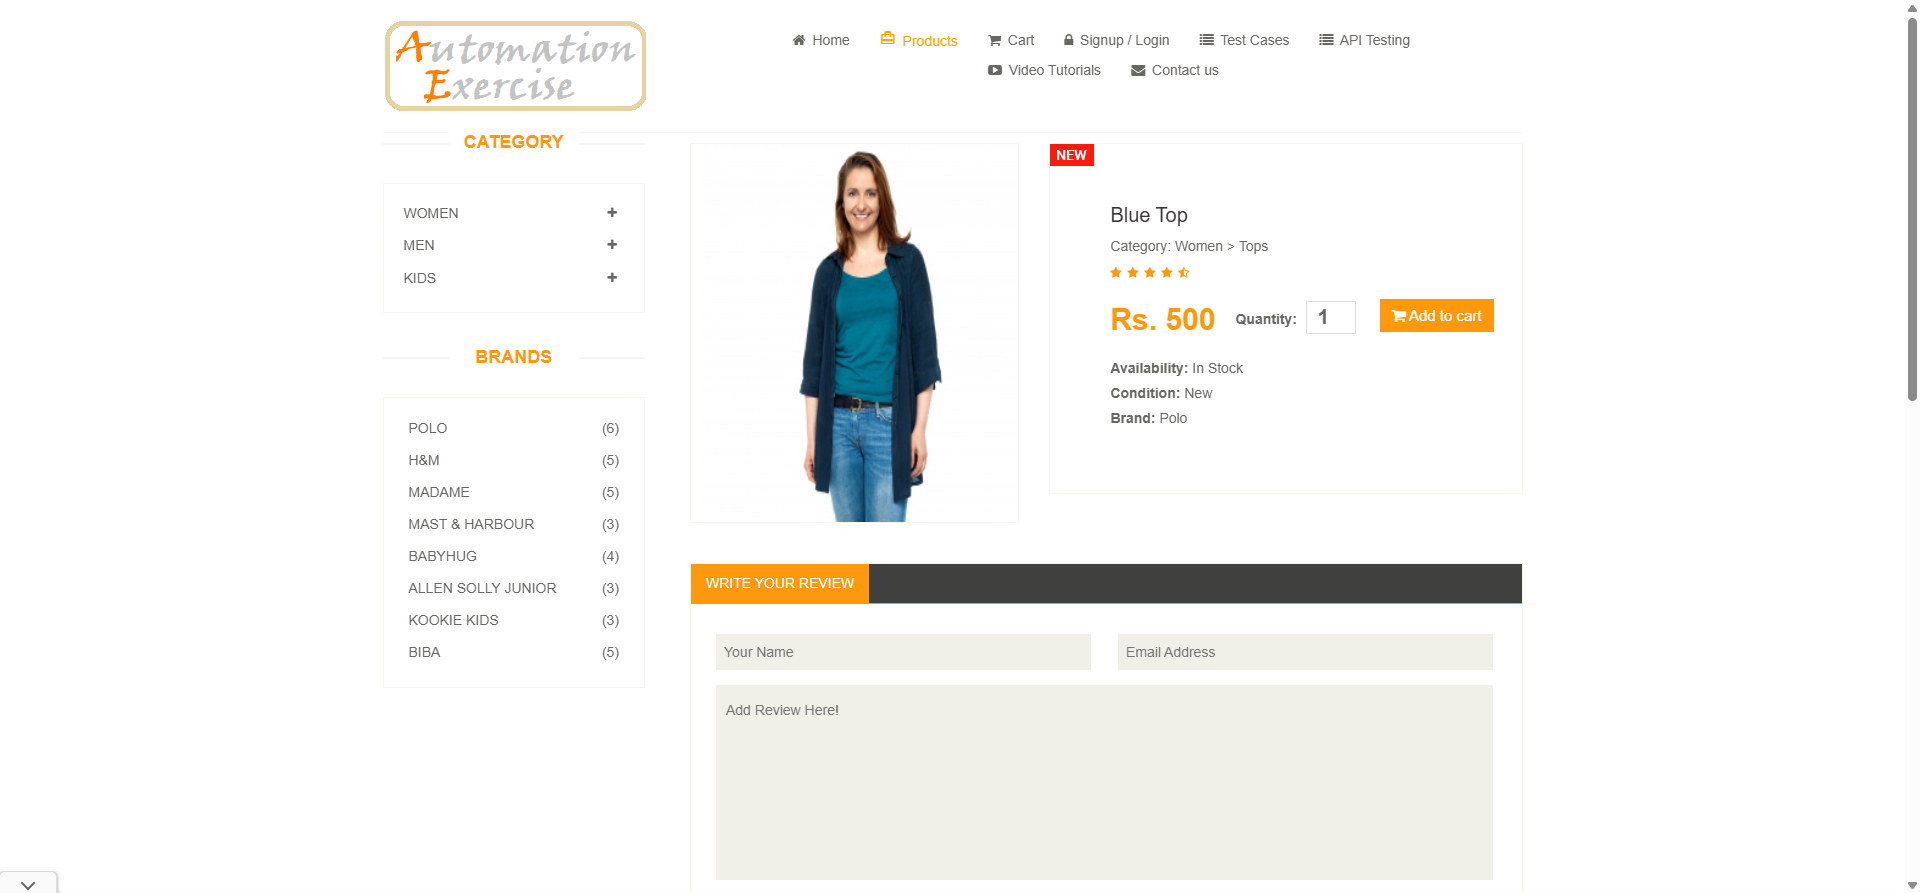 Automation
Exercise
Home
Products
Cart
Signup / Login
Test Cases
API Testing
Video Tutorials
Contact us
CATEGORY
WOMEN
MEN
KIDS
BRANDS
POLO (6)
H&M (5)
MADAME (5)
MAST & HARBOUR (3)
BABYHUG (4)
ALLEN SOLLY JUNIOR (3)
KOOKIE KIDS (3)
BIBA (5)
NEW
Blue Top
Category: Women > Tops
Rs. 500 Quantity: 1 Add to cart
Availability: In Stock
Condition: New
Brand: Polo
WRITE YOUR REVIEW
Your Name
Email Address
Add Review Here!